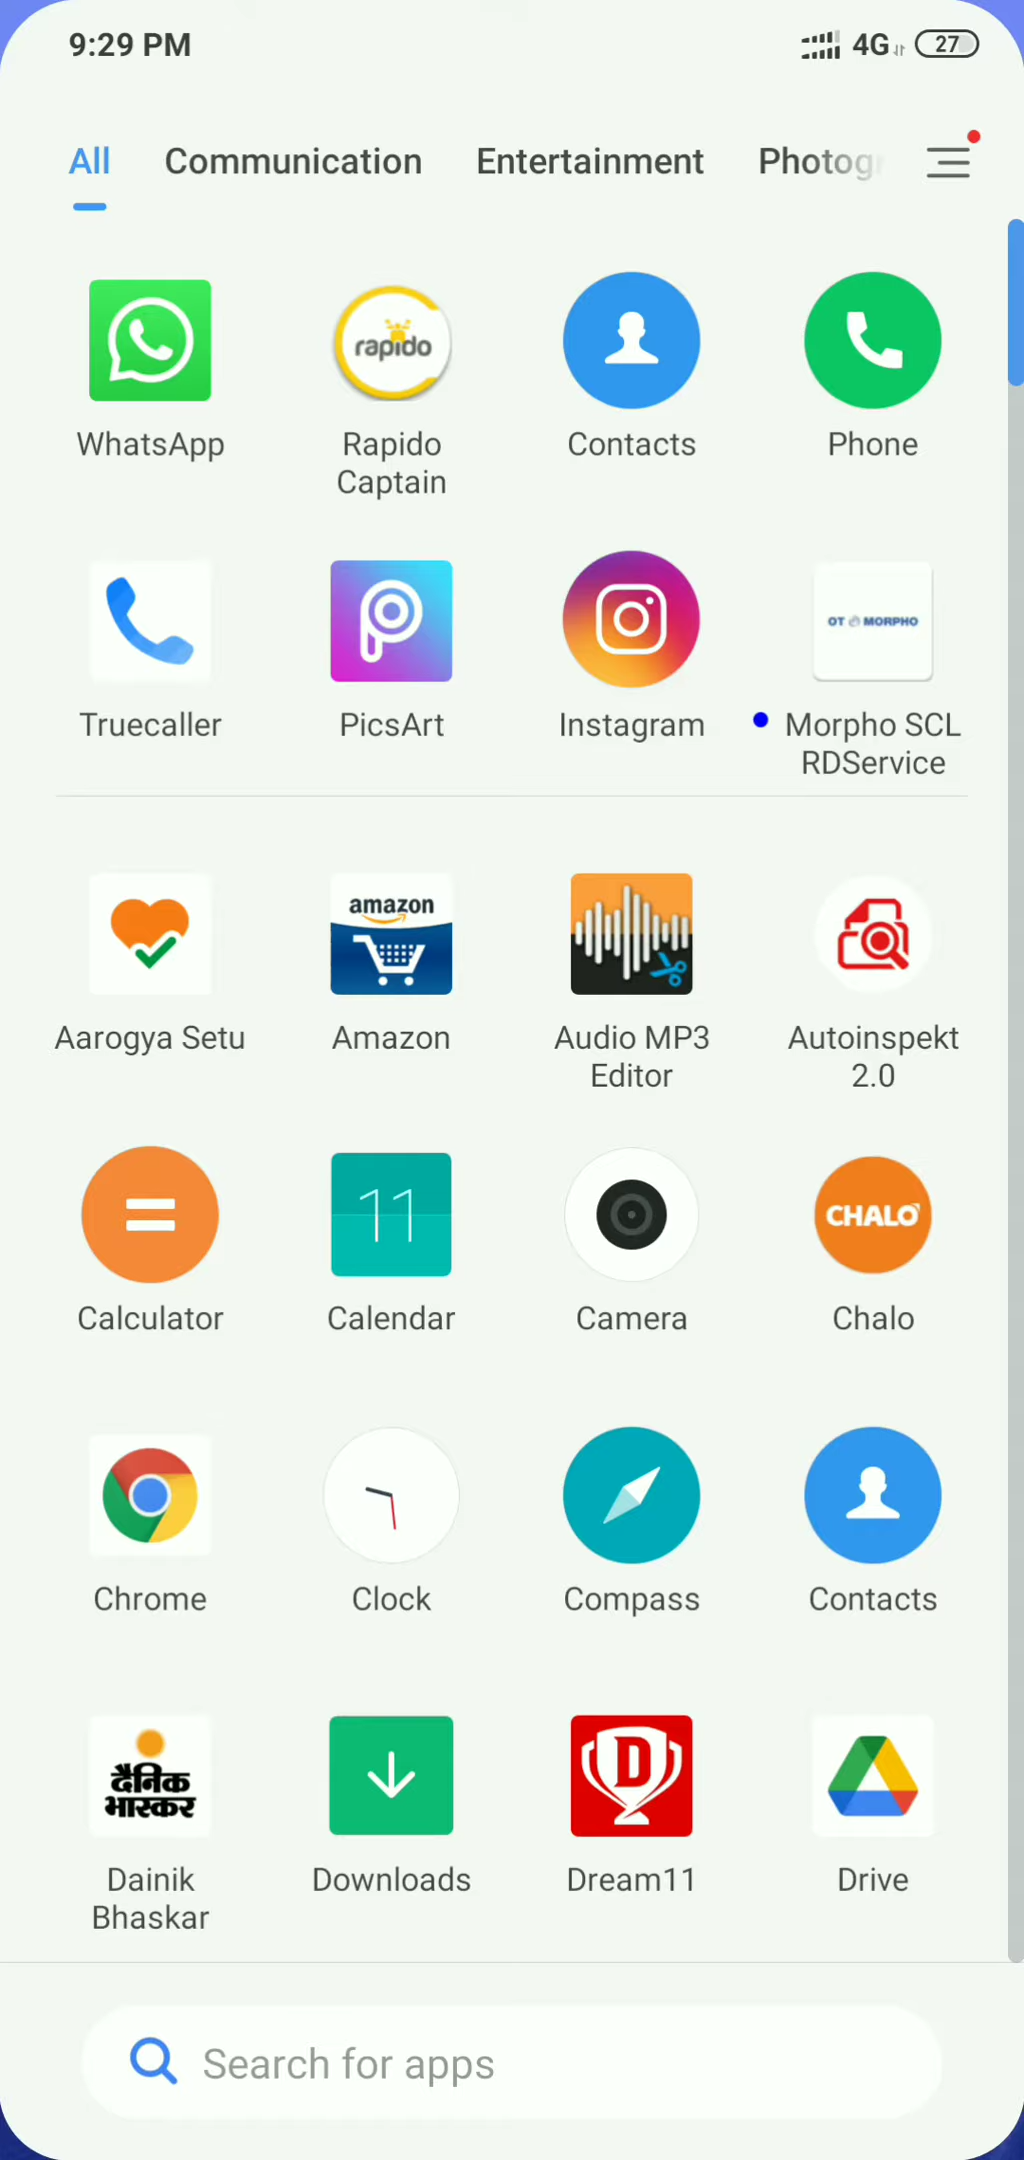 9:29 PM 4G 27
All Communication Entertainment Photogr
rapido
WhatsApp Rapido Captain Contacts Phone
OT MORPHO
Truecaller PicsArt Instagram Morpho SCL RDService
amazon
Aarogya Setu Amazon Audio MP3 Editor Autoinspekt 2.0
11 CHALO
Calculator Calendar Camera Chalo
Chrome Clock Compass Contacts
दैनिक भास्कर D
Dainik Bhaskar Downloads Dream11 Drive
Search for apps